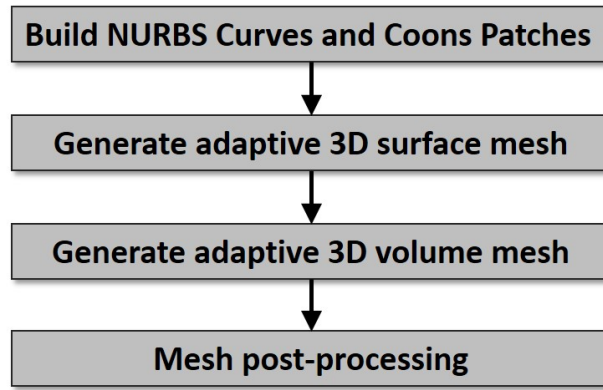 Build NURBS Curves and Coons Patches
Generate adaptive 3D surface mesh
Generate adaptive 3D volume mesh
Mesh post-processing